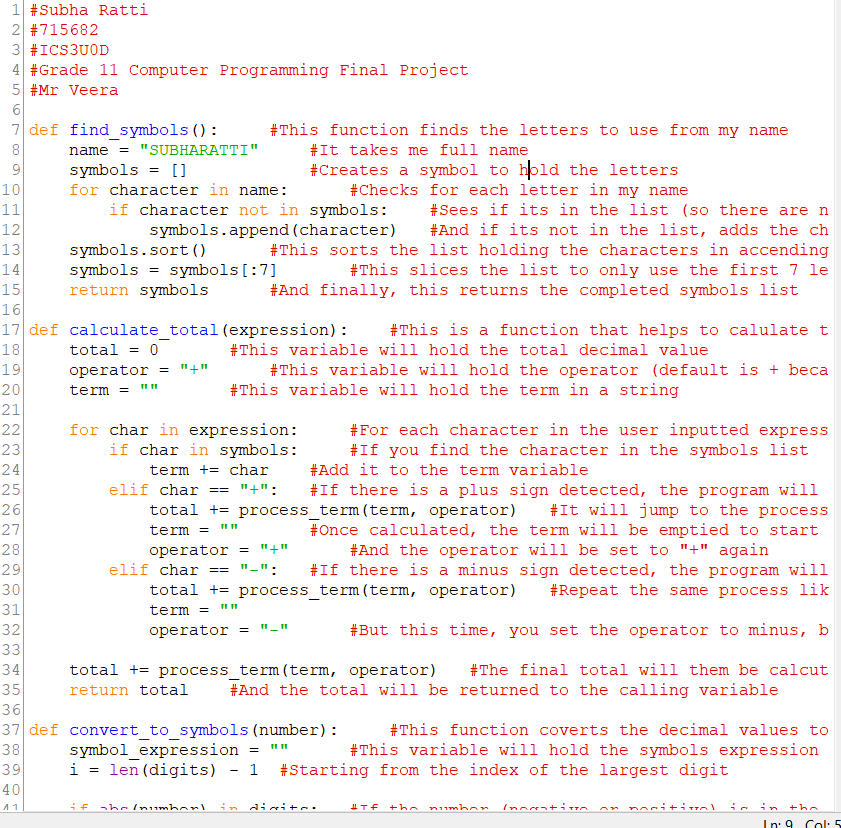 1 #Subha Ratti
2 #715682
3 #ICS3U0D
4 #Grade 11 Computer Programming Final Project
5 #Mr Veera
6
7 def find_symbols():     #This function finds the letters to use from my name
8     name = "SUBHARATTI"     #It takes me full name
9     symbols = []            #Creates a symbol to hold the letters
10     for character in name:      #Checks for each letter in my name
11         if character not in symbols:    #Sees if its in the list (so there are n
12             symbols.append(character)   #And if its not in the list, adds the ch
13     symbols.sort()      #This sorts the list holding the characters in accending
14     symbols = symbols[:7]       #This slices the list to only use the first 7 le
15     return symbols      #And finally, this returns the completed symbols list
16
17 def calculate_total(expression):    #This is a function that helps to calulate t
18     total = 0       #This variable will hold the total decimal value
19     operator = "+"      #This variable will hold the operator (default is + beca
20     term = ""       #This variable will hold the term in a string
21
22     for char in expression:     #For each character in the user inputted express
23         if char in symbols:     #If you find the character in the symbols list
24             term += char    #Add it to the term variable
25         elif char == "+":   #If there is a plus sign detected, the program will
26             total += process_term(term, operator)   #It will jump to the process
27             term = ""       #Once calculated, the term will be emptied to start
28             operator = "+"      #And the operator will be set to "+" again
29         elif char == "-":   #If there is a minus sign detected, the program will
30             total += process_term(term, operator)   #Repeat the same process lik
31             term = ""
32             operator = "-"      #But this time, you set the operator to minus, b
33
34     total += process_term(term, operator)   #The final total will them be calcut
35     return total    #And the total will be returned to the calling variable
36
37 def convert_to_symbols(number):     #This function coverts the decimal values to
38     symbol_expression = ""      #This variable will hold the symbols expression
39     i = len(digits) - 1  #Starting from the index of the largest digit
40
41     if abs(number) in digits:   #If the number (negative or positive) is in the
Ln: 9 Col: 5